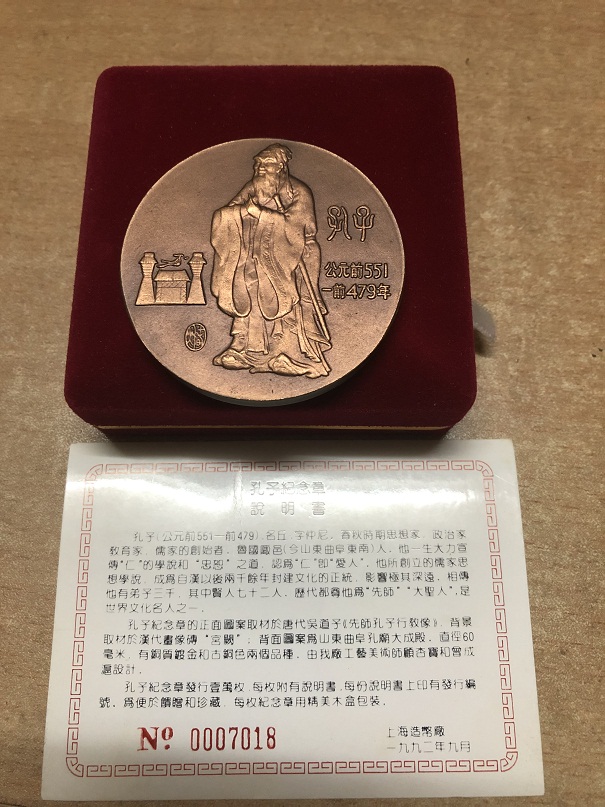 孔子
公元前551
一前479年
孔子紀念章
說明書
孔子(公元前551一前479),名丘,字仲尼,春秋時期思想家、政治家
教育家,儒家的創始者,魯國陬邑(今山東曲阜東南)人,他一生大力宣
傳“仁”的學說和“忠恕”之道,認爲“仁”卽“愛人”,他所創立的儒家思
想學說,成爲自漢以後兩千餘年封建文化的正統,影響極其深遠,相傳
他有弟子三千,其中賢人七十二人,歷代都尊他爲“先師”“大聖人”,是
世界文化名人之一.
孔子紀念章的正面圖案取材於唐代吳道子《先師孔子行教像》,背景
取材於漢代畫像磚“宮闕”;背面圖案爲山東曲阜孔廟大成殿,直徑60
毫米,有銅質鍍金和古銅色兩個品種,由找廠工藝美術師顧杏寶和曾成
滬設計.
孔子紀念章發行壹萬枚,每枚附有說明書,每份說明書上印有發行編
號,爲便於饋贈和珍藏,每枚紀念章用精美木盒包裝.
№ 0007018
上海造幣廠
一九九二年九月